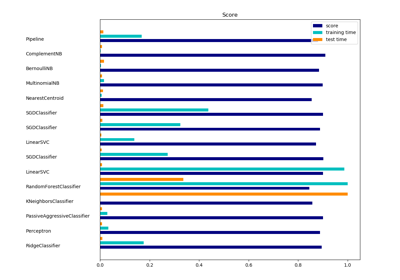 Score
score
training time
test time
Pipeline
ComplementNB
BernoulliNB
MultinomialNB
NearestCentroid
SGDClassifier
SGDClassifier
LinearSVC
SGDClassifier
LinearSVC
RandomForestClassifier
KNeighborsClassifier
PassiveAggressiveClassifier
Perceptron
RidgeClassifier
0.0 0.2 0.4 0.6 0.8 1.0